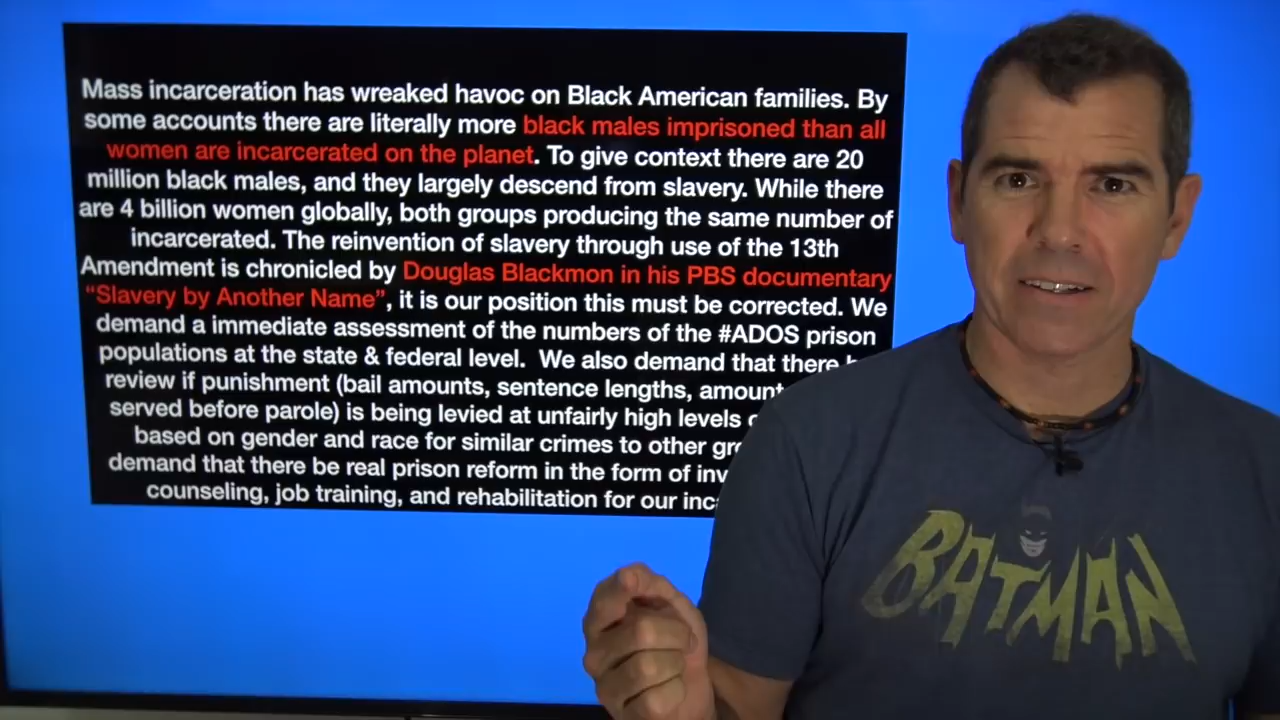 Mass incarceration has wreaked havoc on Black American families. By
some accounts there are literally more black males imprisoned than all
women are incarcerated on the planet. To give context there are 20
million black males, and they largely descend from slavery. While there
are 4 billion women globally, both groups producing the same number of
incarcerated. The reinvention of slavery through use of the 13th
Amendment is chronicled by Douglas Blackmon in his PBS documentary
“Slavery by Another Name”, it is our position this must be corrected. We
demand a immediate assessment of the numbers of the #ADOS prison
populations at the state & federal level.  We also demand that there
review if punishment (bail amounts, sentence lengths,
served before parole) is being levied at unfairly high levels
based on gender and race for similar crimes to other
demand that there be real prison reform in the form of
counseling, job training, and rehabilitation for our
BATMAN